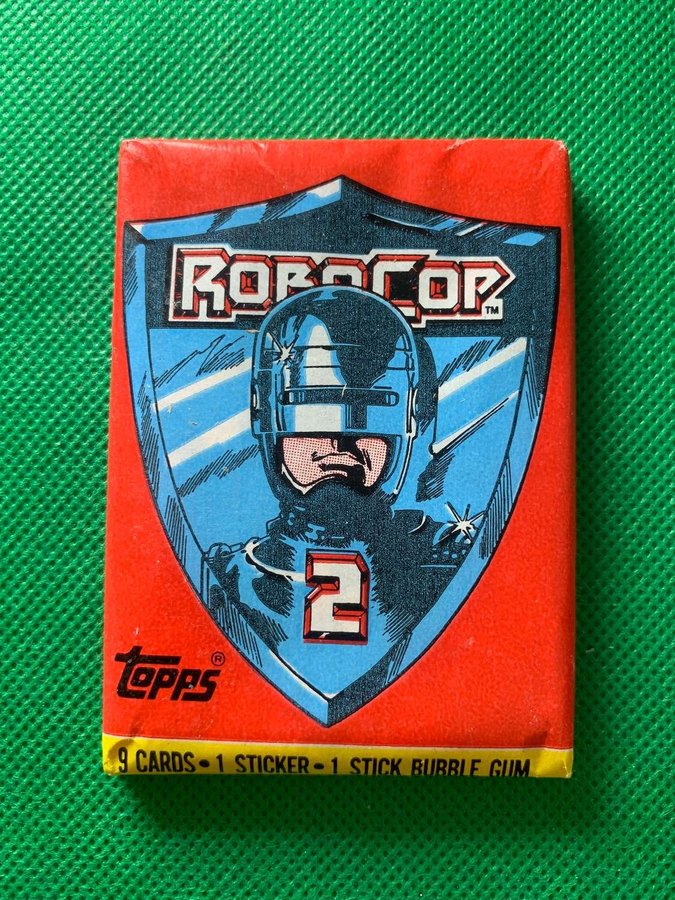 ROBOCOP™
2
TOPPS®
9 CARDS • 1 STICKER • 1 STICK BUBBLE GUM